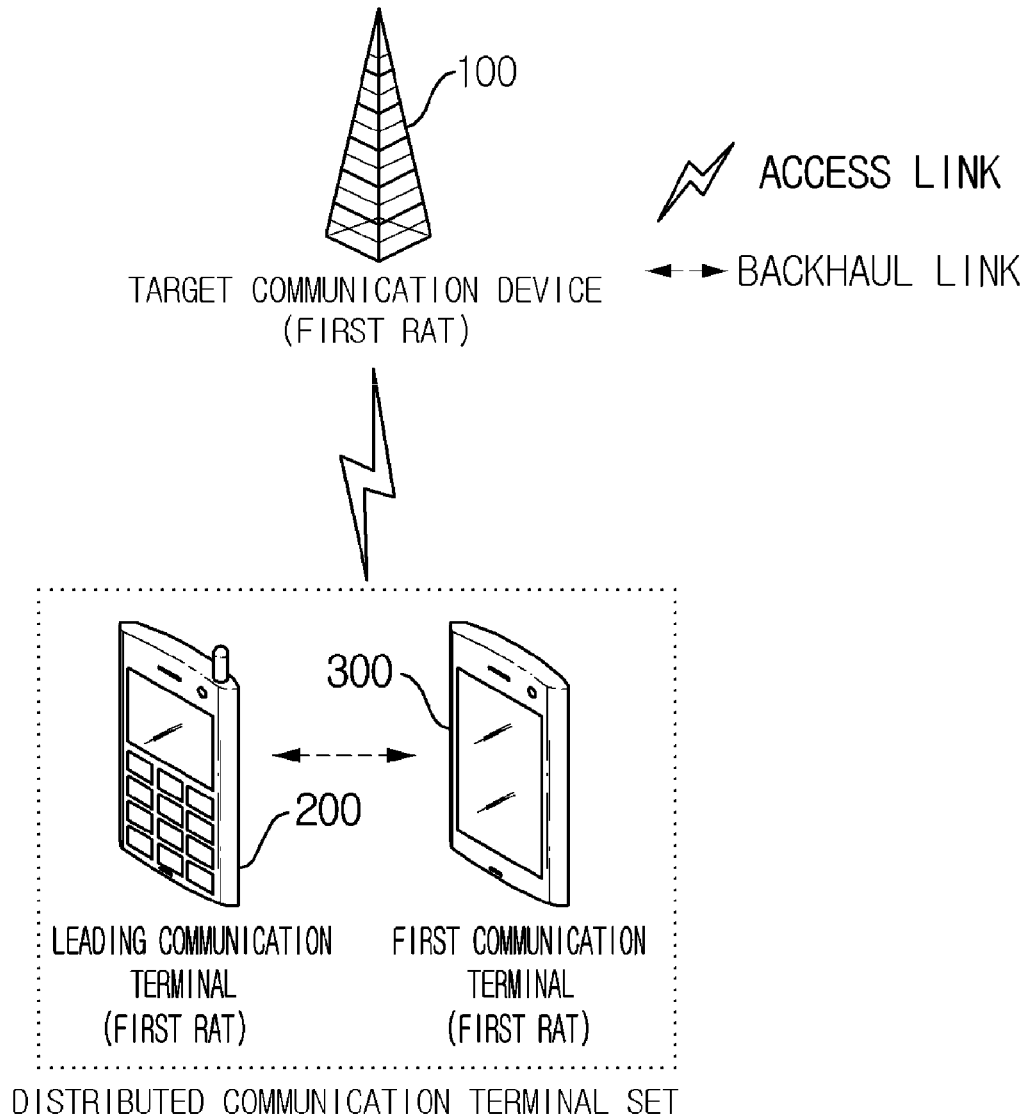 100
ACCESS LINK
BACKHAUL LINK
TARGET COMMUNICATION DEVICE
(FIRST RAT)
300
200
LEADING COMMUNICATION
TERMINAL
(FIRST RAT)
FIRST COMMUNICATION
TERMINAL
(FIRST RAT)
DISTRIBUTED COMMUNICATION TERMINAL SET